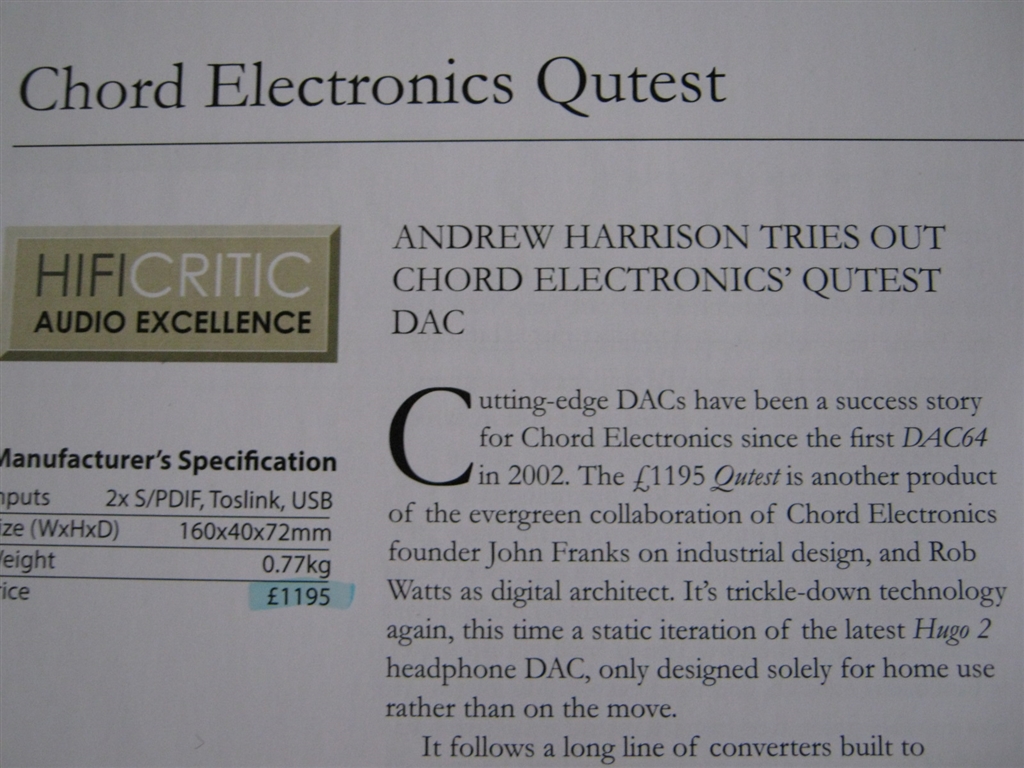 Chord Electronics Qutest
HIFICRITIC
AUDIO EXCELLENCE
Manufacturer's Specification
nputs 2x S/PDIF, Toslink, USB
ize (WxHxD) 160x40x72mm
eight 0.77kg
rice £1195
ANDREW HARRISON TRIES OUT
CHORD ELECTRONICS' QUTEST
DAC
Cutting-edge DACs have been a success story
for Chord Electronics since the first DAC64
in 2002. The £1195 Qutest is another product
of the evergreen collaboration of Chord Electronics
founder John Franks on industrial design, and Rob
Watts as digital architect. It's trickle-down technology
again, this time a static iteration of the latest Hugo 2
headphone DAC, only designed solely for home use
rather than on the move.
It follows a long line of converters built to